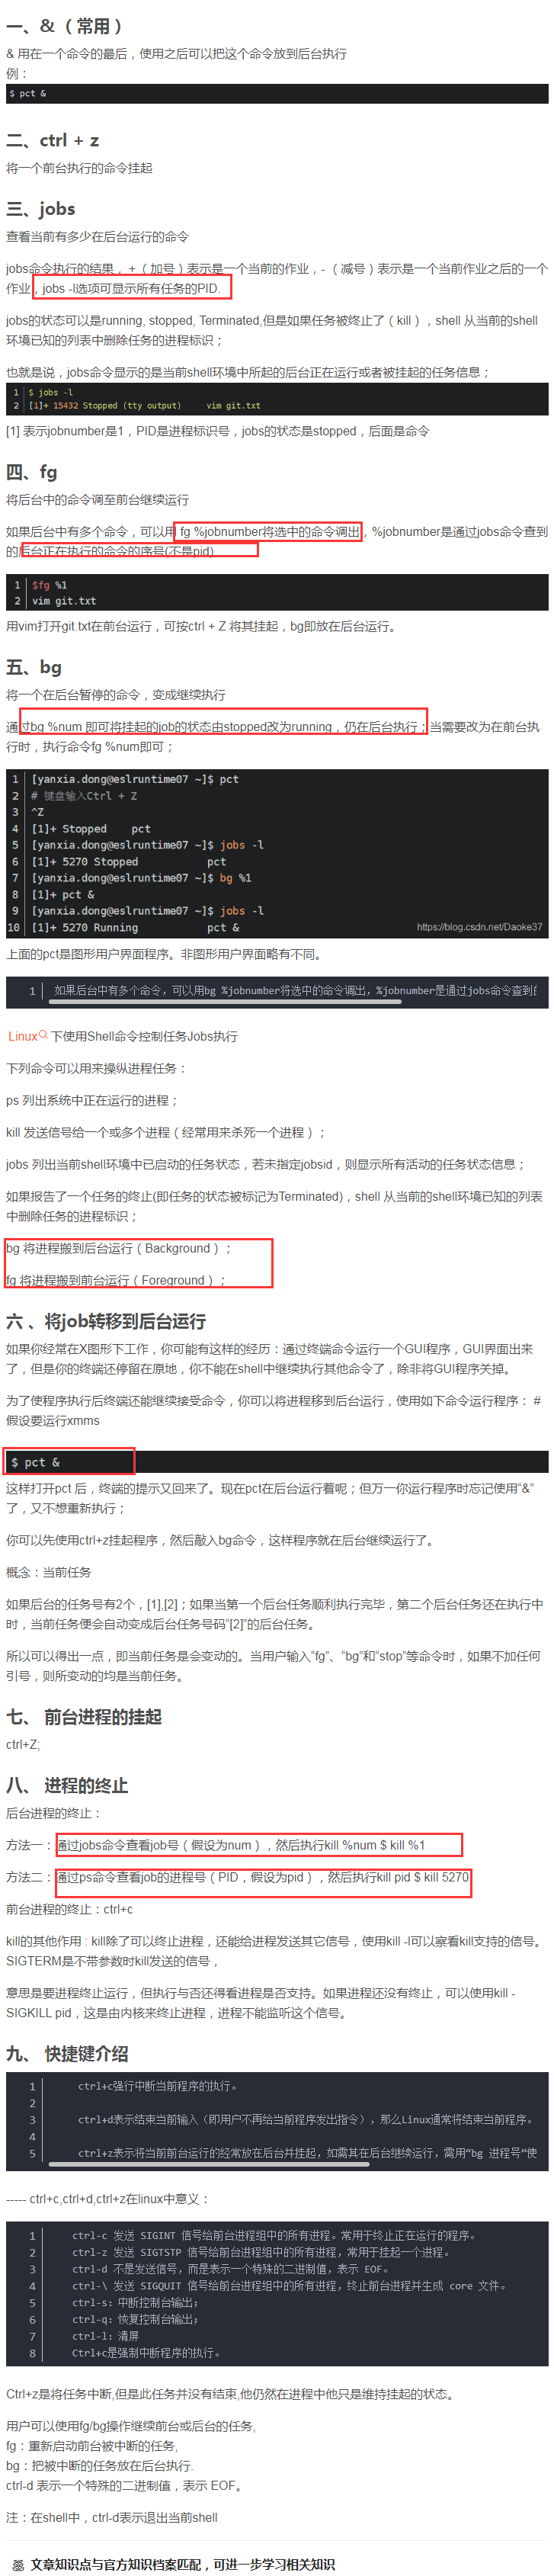 一、& （ 常用 ）
& 用在一个命令的最后，使用之后可以把这个命令放到后台执行
例：
$ pct &
二、ctrl + z
将一个前台执行的命令挂起
三、jobs
查看当前有多少在后台运行的命令
jobs命令执行的结果，＋（ 加号 ）表示是一个当前的作业，-（ 减号 ）表示是一个当前作业之后的一个
作业，jobs -l选项可显示所有任务的PID.
jobs的状态可以是running, stopped, Terminated,但是如果任务被终止了（ kill ），shell 从当前的shell
环境已知的列表中删除任务的进程标识；
也就是说，jobs命令显示的是当前shell环境中所起的后台正在运行或者被挂起的任务信息；
1 $ jobs -l
2 [1]+ 15432 Stopped (tty output) vim git.txt
[1] 表示jobnumber是1，PID是进程标识号，jobs的状态是stopped，后面是命令
四、fg
将后台中的命令调至前台继续运行
如果后台中有多个命令，可以用 fg %jobnumber将选中的命令调出，%jobnumber是通过jobs命令查到
的后台正在执行的命令的序号(不是pid)
1 $fg %1
2 vim git.txt
用vim打开git.txt在前台运行，可按ctrl + Z 将其挂起，bg即放在后台运行。
五、bg
将一个在后台暂停的命令，变成继续执行
通过bg %num 即可将挂起的job的状态由stopped改为running，仍在后台执行；当需要改为在前台执
行时，执行命令fg %num即可；
1 [yanxia.dong@eslruntime07 ~]$ pct
2 # 键盘输入Ctrl + Z
3 ^Z
4 [1]+ Stopped pct
5 [yanxia.dong@eslruntime07 ~]$ jobs -l
6 [1]+ 5270 Stopped pct
7 [yanxia.dong@eslruntime07 ~]$ bg %1
8 [1]+ pct &
9 [yanxia.dong@eslruntime07 ~]$ jobs -l
10 [1]+ 5270 Running pct &
https://blog.csdn.net/Daoke37
上面的pct是图形用户界面程序。非图形用户界面略有不同。
1 如果后台中有多个命令，可以用bg %jobnumber将选中的命令调出，%jobnumber是通过jobs命令查到的
Linux 下使用Shell命令控制任务Jobs执行
下列命令可以用来操纵进程任务：
ps 列出系统中正在运行的进程；
kill 发送信号给一个或多个进程（ 经常用来杀死一个进程 ）；
jobs 列出当前shell环境中已启动的任务状态，若未指定jobsid，则显示所有活动的任务状态信息；
如果报告了一个任务的终止(即任务的状态被标记为Terminated)，shell 从当前的shell环境已知的列表
中删除任务的进程标识；
bg 将进程搬到后台运行（ Background ）；
fg 将进程搬到前台运行（ Foreground ）；
六 、将job转移到后台运行
如果你经常在X图形下工作，你可能有这样的经历：通过终端命令运行一个GUI程序，GUI界面出来
了，但是你的终端还停留在原地，你不能在shell中继续执行其他命令了，除非将GUI程序关掉。
为了使程序执行后终端还能继续接受命令，你可以将进程移到后台运行，使用如下命令运行程序： #
假设要运行xmms
$ pct &
这样打开pct 后，终端的提示又回来了。现在pct在后台运行着呢；但万一你运行程序时忘记使用“&”
了，又不想重新执行；
你可以先使用ctrl+z挂起程序，然后敲入bg命令，这样程序就在后台继续运行了。
概念：当前任务
如果后台的任务号有2个，[1],[2]；如果当第一个后台任务顺利执行完毕，第二个后台任务还在执行中
时，当前任务便会自动变成后台任务号码“[2]”的后台任务。
所以可以得出一点，即当前任务是会变动的。当用户输入“fg”、“bg”和“stop”等命令时，如果不加任何
引号，则所变动的均是当前任务。
七、 前台进程的挂起
ctrl+Z;
八、 进程的终止
后台进程的终止：
方法一：通过jobs命令查看job号（ 假设为num ），然后执行kill %num $ kill %1
方法二：通过ps命令查看job的进程号（ PID，假设为pid ），然后执行kill pid $ kill 5270
前台进程的终止：ctrl+c
kill的其他作用：kill除了可以终止进程，还能给进程发送其它信号，使用kill -l可以察看kill支持的信号。
SIGTERM是不带参数时kill发送的信号，
意思是要进程终止运行，但执行与否还得看进程是否支持。如果进程还没有终止，可以使用kill -
SIGKILL pid，这是由内核来终止进程，进程不能监听这个信号。
九、 快捷键介绍
1 ctrl+c强行中断当前程序的执行。
2
3 ctrl+d表示结束当前输入（即用户不再给当前程序发出指令），那么Linux通常将结束当前程序。
4
5 ctrl+z表示将当前前台运行的经常放在后台并挂起，如需其在后台继续运行，需用“bg 进程号”使
----- ctrl+c,ctrl+d,ctrl+z在linux中意义：
1 ctrl-c 发送 SIGINT 信号给前台进程组中的所有进程。常用于终止正在运行的程序。
2 ctrl-z 发送 SIGTSTP 信号给前台进程组中的所有进程，常用于挂起一个进程。
3 ctrl-d 不是发送信号，而是表示一个特殊的二进制值，表示 EOF。
4 ctrl-\ 发送 SIGQUIT 信号给前台进程组中的所有进程，终止前台进程并生成 core 文件。
5 ctrl-s：中断控制台输出；
6 ctrl-q：恢复控制台输出；
7 ctrl-l：清屏
8 Ctrl+c是强制中断程序的执行。
Ctrl+z是将任务中断,但是此任务并没有结束,他仍然在进程中他只是维持挂起的状态。
用户可以使用fg/bg操作继续前台或后台的任务,
fg：重新启动前台被中断的任务,
bg：把被中断的任务放在后台执行.
ctrl-d 表示一个特殊的二进制值，表示 EOF。
注：在shell中，ctrl-d表示退出当前shell
文章知识点与官方知识档案匹配，可进一步学习相关知识